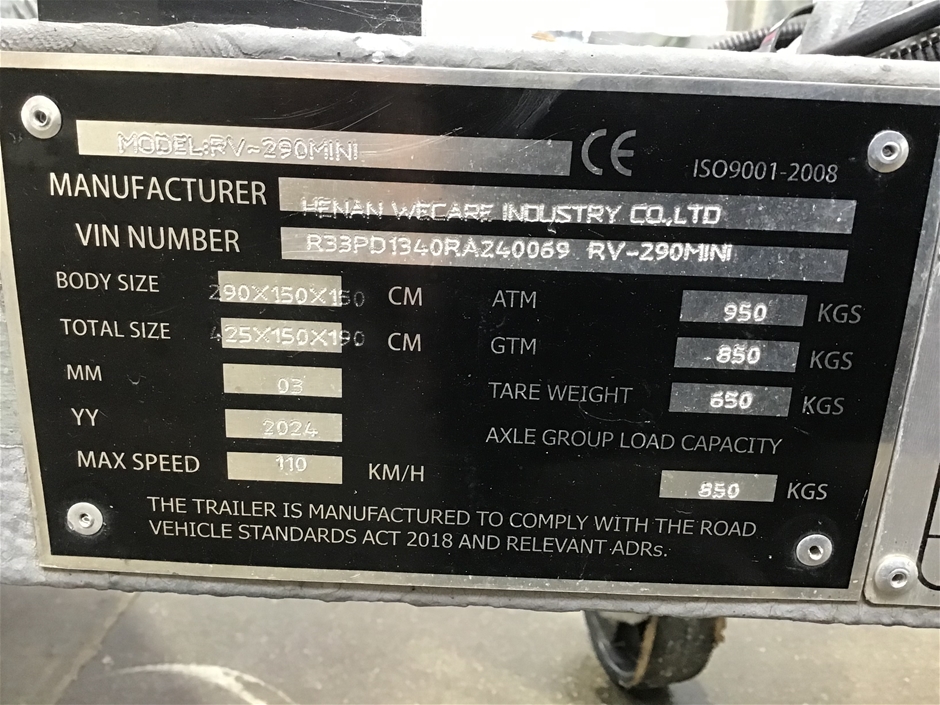 MODEL:RV-290MINI CE ISO9001-2008
MANUFACTURER HENAN WECARE INDUSTRY CO.,LTD
VIN NUMBER R33PD1340RA240069 RV-290MINI
BODY SIZE 290X150X150 CM
TOTAL SIZE 425X150X190 CM
MM 03
YY 2024
MAX SPEED 110 KM/H
ATM 950 KGS
GTM 850 KGS
TARE WEIGHT 650 KGS
AXLE GROUP LOAD CAPACITY
850 KGS
THE TRAILER IS MANUFACTURED TO COMPLY WITH THE ROAD
VEHICLE STANDARDS ACT 2018 AND RELEVANT ADRs.